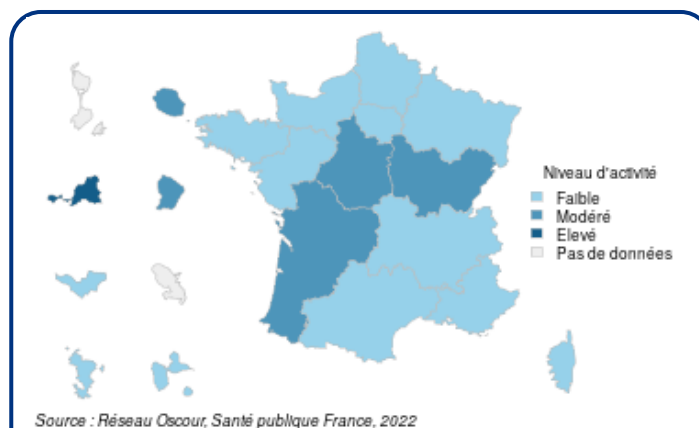 Niveau d'activité
Faible
Modéré
Elevé
Pas de données
Source : Réseau Oscour, Santé publique France, 2022